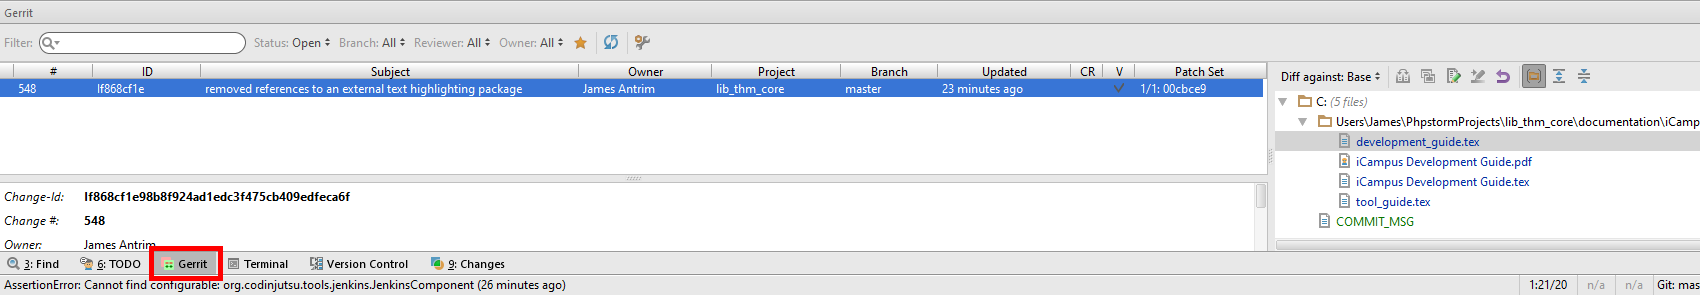 Gerrit
Filter: Status: Open Branch: All Reviewer: All Owner: All
# ID Subject Owner Project Branch Updated CR V Patch Set
548 If868cf1e removed references to an external text highlighting package James Antrim lib_thm_core master 23 minutes ago 1/1: 00cbce9
Diff against: Base
C: (5 files)
Users\James\PhpstormProjects\lib_thm_core\documentation\iCamp
development_guide.tex
iCampus Development Guide.pdf
iCampus Development Guide.tex
tool_guide.tex
COMMIT_MSG
Change-Id: If868cf1e98b8f924ad1edc3f475cb409edfeca6f
Change #: 548
Owner: James Antrim
3: Find 6: TODO Gerrit Terminal Version Control 9: Changes
AssertionError: Cannot find configurable: org.codinjutsu.tools.jenkins.JenkinsComponent (26 minutes ago) 1:21/20 n/a n/a Git: mas